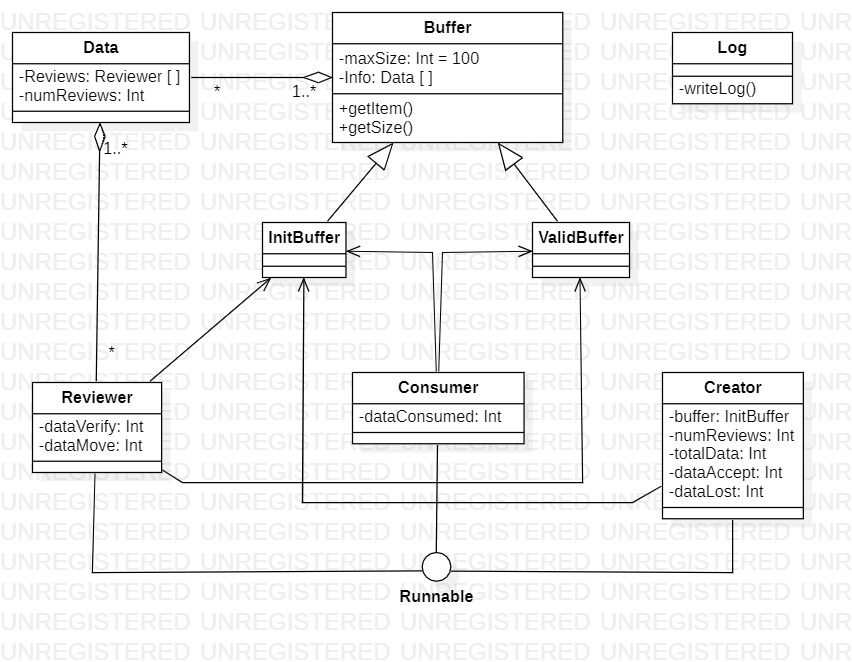 Data
-Reviews: Reviewer [ ]
-numReviews: Int
*
1..*
Buffer
-maxSize: Int = 100
-Info: Data [ ]
+getItem()
+getSize()
Log
-writeLog()
1..*
*
InitBuffer
ValidBuffer
Reviewer
-dataVerify: Int
-dataMove: Int
Consumer
-dataConsumed: Int
Creator
-buffer: InitBuffer
-numReviews: Int
-totalData: Int
-dataAccept: Int
-dataLost: Int
Runnable
UNREGISTERED UNREGISTERED UNREGISTERED UNREGISTERED UNR